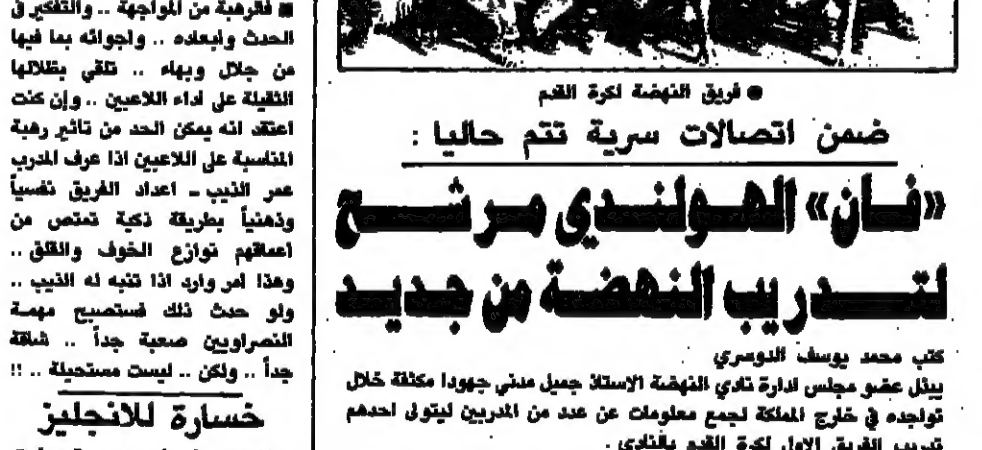 ● فريق النهضة لكرة القدم
ضمن اتصالات سرية تتم حاليا :
«فان» الهولندي مرشح
لتدريب النهضة من جديد
كتب محمد يوسف الدوسري
يبذل عضو مجلس ادارة نادي النهضة الاستاذ جميل مدني جهودا مكثفة خلال
تواجده في خارج المملكة لجمع معلومات عن عدد من المدربين ليتولى احدهم
تدريب الفريق الاول لكرة القدم بالنادي .
■ فالرهبة من المواجهة .. والتفكير في
الحدث وابعاده .. واجوائه بما فيها
من جلال وبهاء .. تلقي بظلالها
الثقيلة على اداء اللاعبين .. وإن كنت
اعتقد انه يمكن الحد من تاثير رهبة
المناسبة على اللاعبين اذا عرف المدرب
عمر الذيب ــ اعداد الفريق نفسياً
وذهنياً بطريقة ذكية تمتص من
اعماقهم نوازع الخوف والقلق ..
وهذا امر وارد اذا تنبه له الذيب ..
ولو حدث ذلك فستصبح مهمة
النصراويين صعبة جداً .. شاقة
جداً .. ولكن .. ليست مستحيلة .. !!
خسارة للانجليز